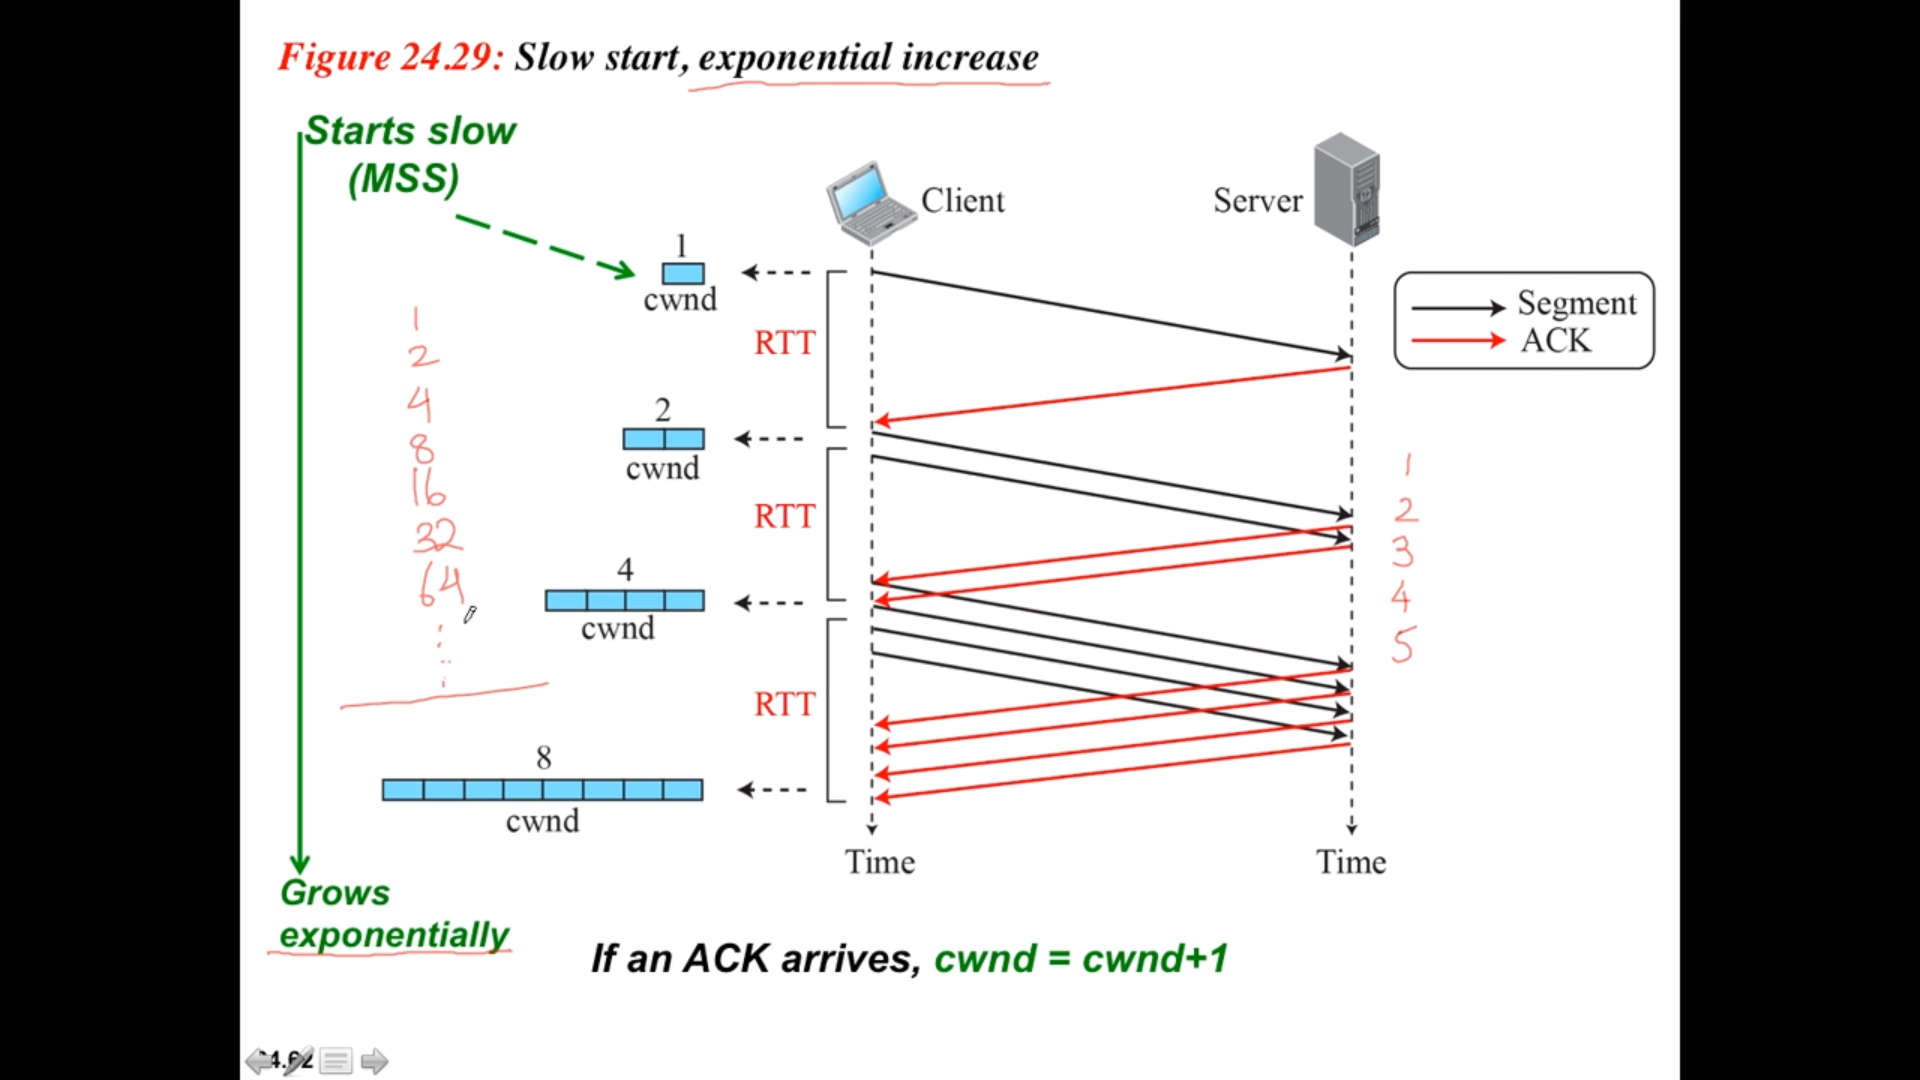 Figure 24.29: Slow start, exponential increase
Starts slow
(MSS)
Client
Server
1
cwnd
Segment
ACK
RTT
2
cwnd
RTT
4
cwnd
RTT
8
cwnd
1
2
4
8
16
32
64
1
2
3
4
5
Time
Time
Grows
exponentially
If an ACK arrives, cwnd = cwnd+1